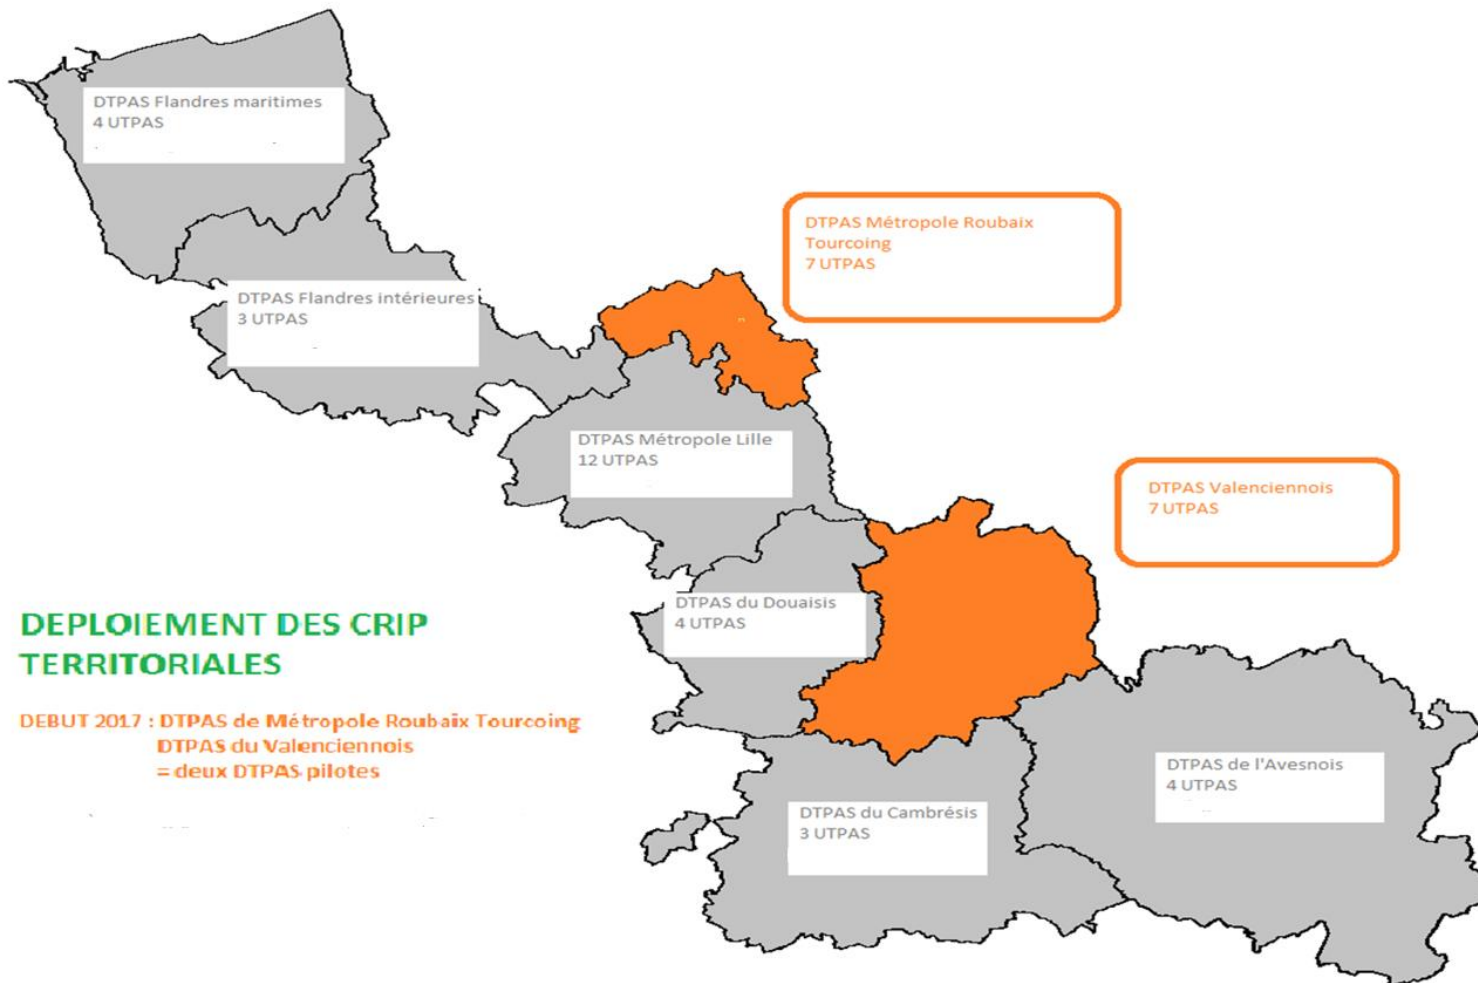 DTPAS Flandres maritimes
4 UTPAS
DTPAS Métropole Roubaix
Tourcoing
7 UTPAS
DTPAS Flandres intérieures
3 UTPAS
DTPAS Métropole Lille
12 UTPAS
DTPAS Valenciennois
7 UTPAS
DTPAS du Douaisis
4 UTPAS
DEPLOIEMENT DES CRIP
TERRITORIALES
DEBUT 2017 : DTPAS de Métropole Roubaix Tourcoing
DTPAS du Valenciennois
= deux DTPAS pilotes
DTPAS de l'Avesnois
4 UTPAS
DTPAS du Cambrésis
3 UTPAS